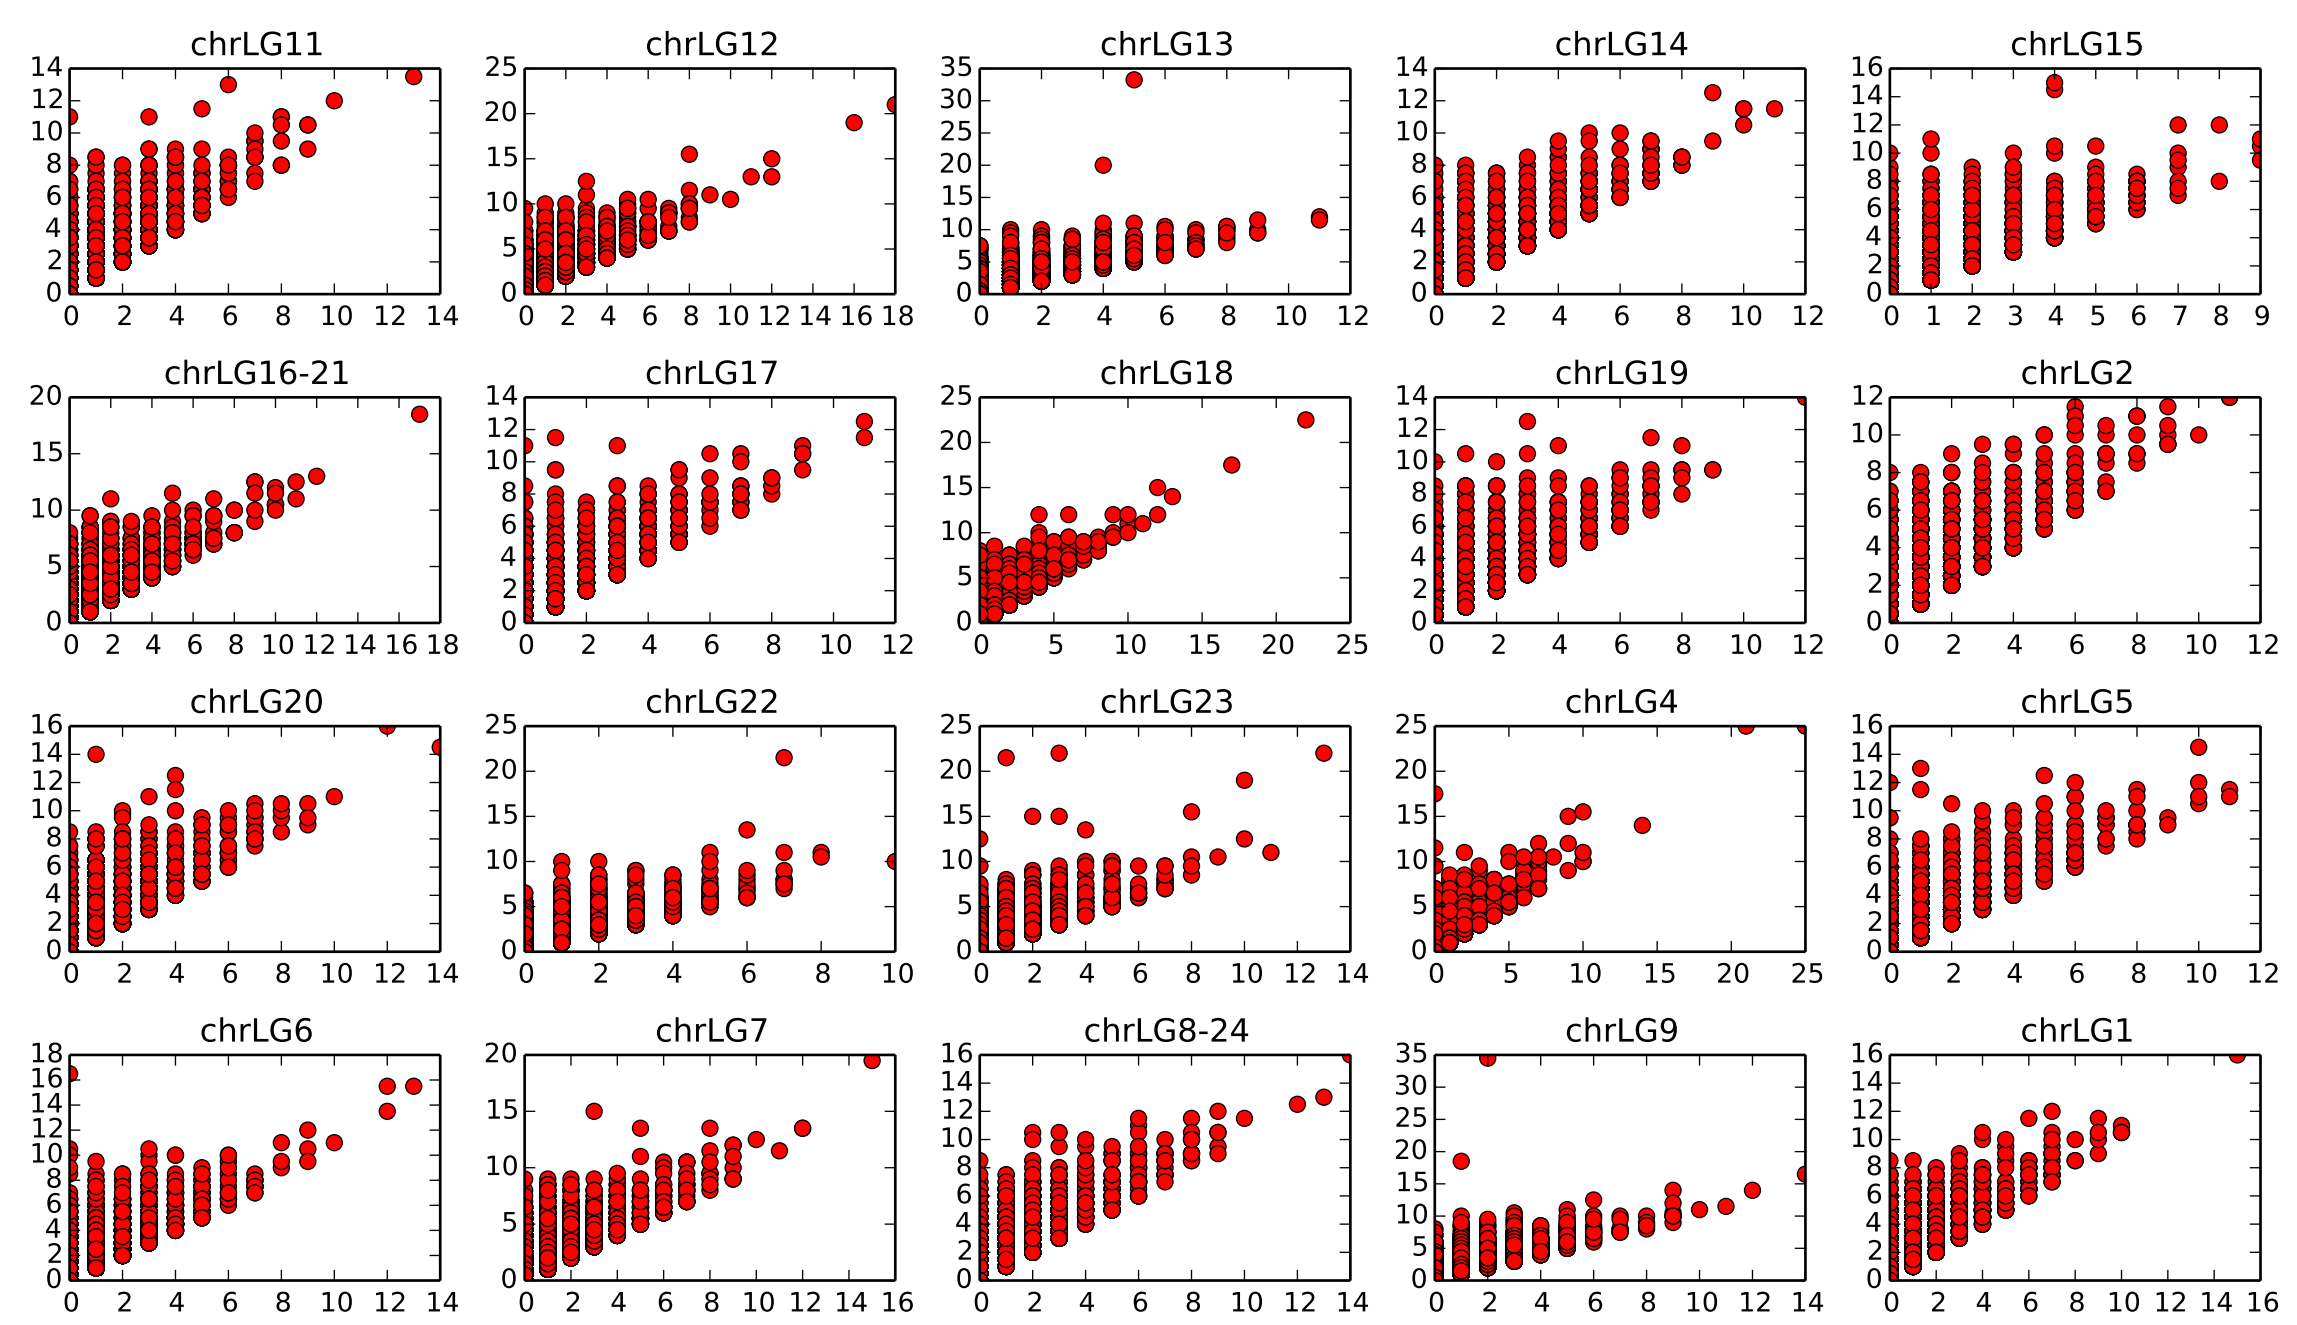 chrLG11 chrLG12 chrLG13 chrLG14 chrLG15
14 12 10 8 6 4 2 0
0 2 4 6 8 10 12 14
25 20 15 10 5 0
0 2 4 6 8 10 12 14 16 18
35 30 25 20 15 10 5 0
0 2 4 6 8 10 12
14 12 10 8 6 4 2 0
0 2 4 6 8 10 12
16 14 12 10 8 6 4 2 0
0 1 2 3 4 5 6 7 8 9
chrLG16-21 chrLG17 chrLG18 chrLG19 chrLG2
20 15 10 5 0
0 2 4 6 8 10 12 14 16 18
14 12 10 8 6 4 2 0
0 2 4 6 8 10 12
25 20 15 10 5 0
0 5 10 15 20 25
14 12 10 8 6 4 2 0
0 2 4 6 8 10 12
12 10 8 6 4 2 0
0 2 4 6 8 10 12
chrLG20 chrLG22 chrLG23 chrLG4 chrLG5
16 14 12 10 8 6 4 2 0
0 2 4 6 8 10 12 14
25 20 15 10 5 0
0 2 4 6 8 10
25 20 15 10 5 0
0 2 4 6 8 10 12 14
25 20 15 10 5 0
0 5 10 15 20 25
16 14 12 10 8 6 4 2 0
0 2 4 6 8 10 12
chrLG6 chrLG7 chrLG8-24 chrLG9 chrLG1
18 16 14 12 10 8 6 4 2 0
0 2 4 6 8 10 12 14
20 15 10 5 0
0 2 4 6 8 10 12 14 16
16 14 12 10 8 6 4 2 0
0 2 4 6 8 10 12 14
35 30 25 20 15 10 5 0
0 2 4 6 8 10 12 14
16 14 12 10 8 6 4 2 0
0 2 4 6 8 10 12 14 16